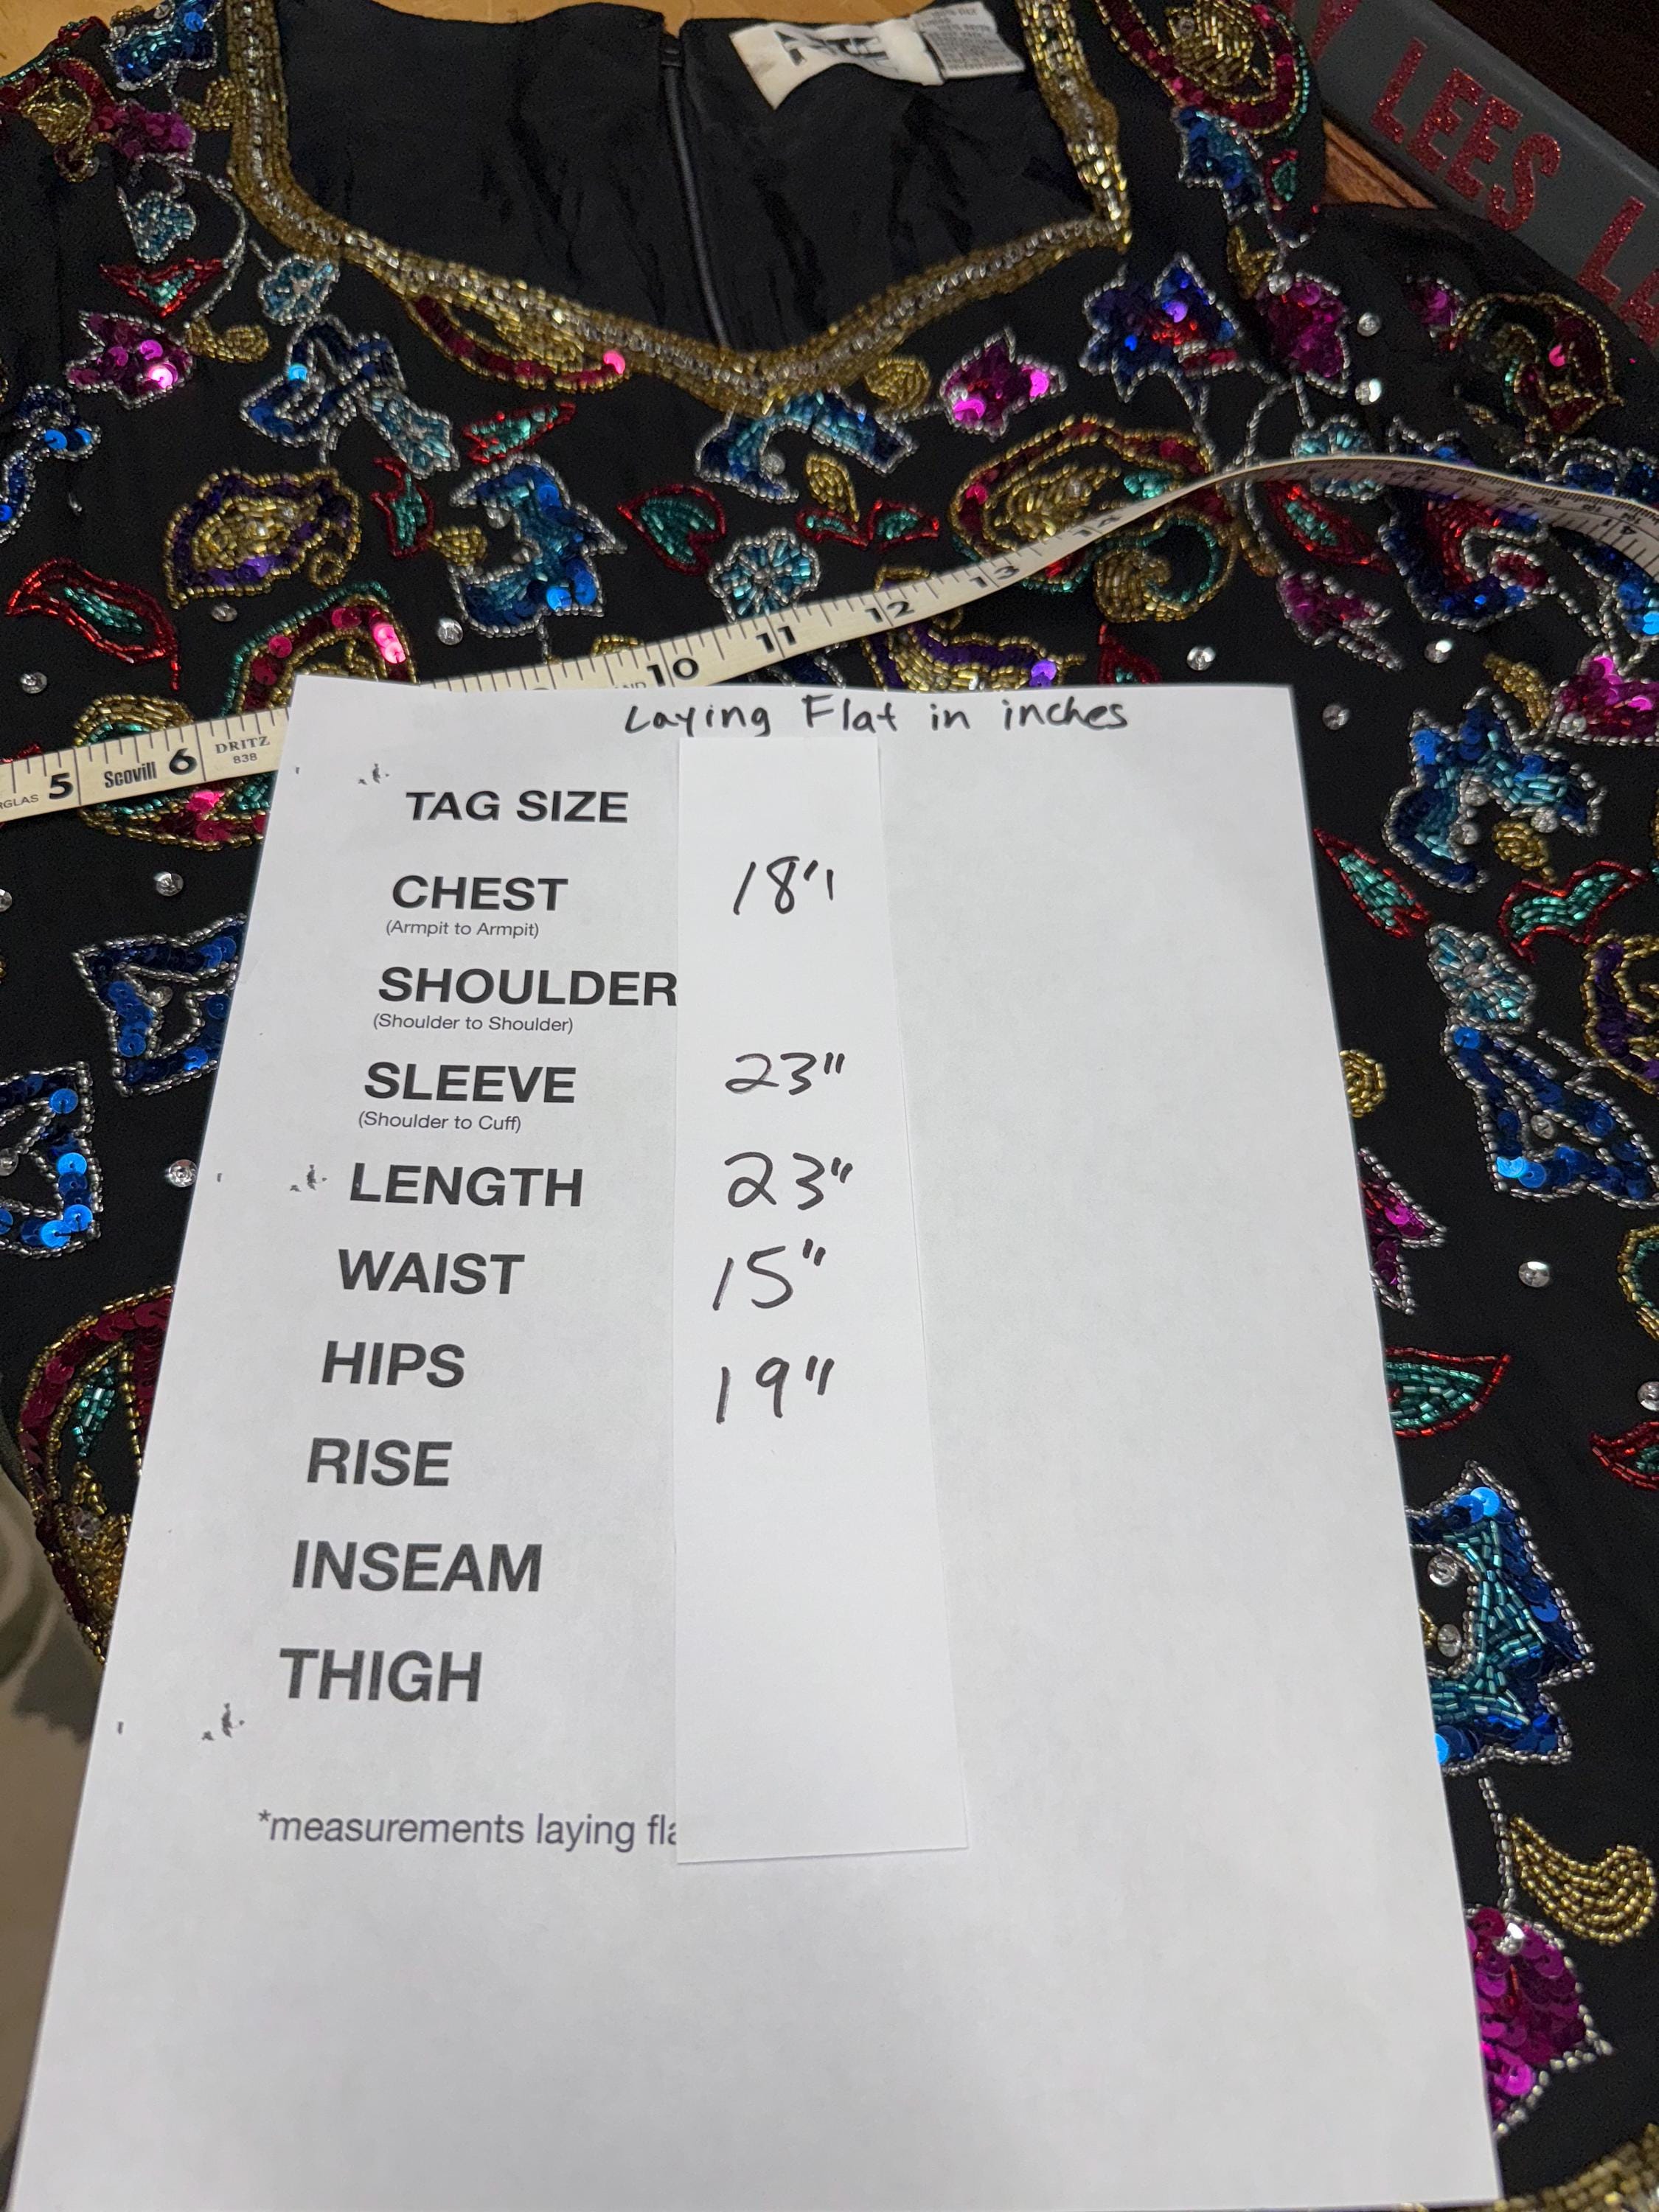 LEES
Laying Flat in inches
5 Scovill 6 DRITZ 838 10 11 12 13 14
TAG SIZE
CHEST 18"
(Armpit to Armpit)
SHOULDER
(Shoulder to Shoulder)
SLEEVE 23"
(Shoulder to Cuff)
LENGTH 23"
WAIST 15"
HIPS 19"
RISE
INSEAM
THIGH
*measurements laying fla